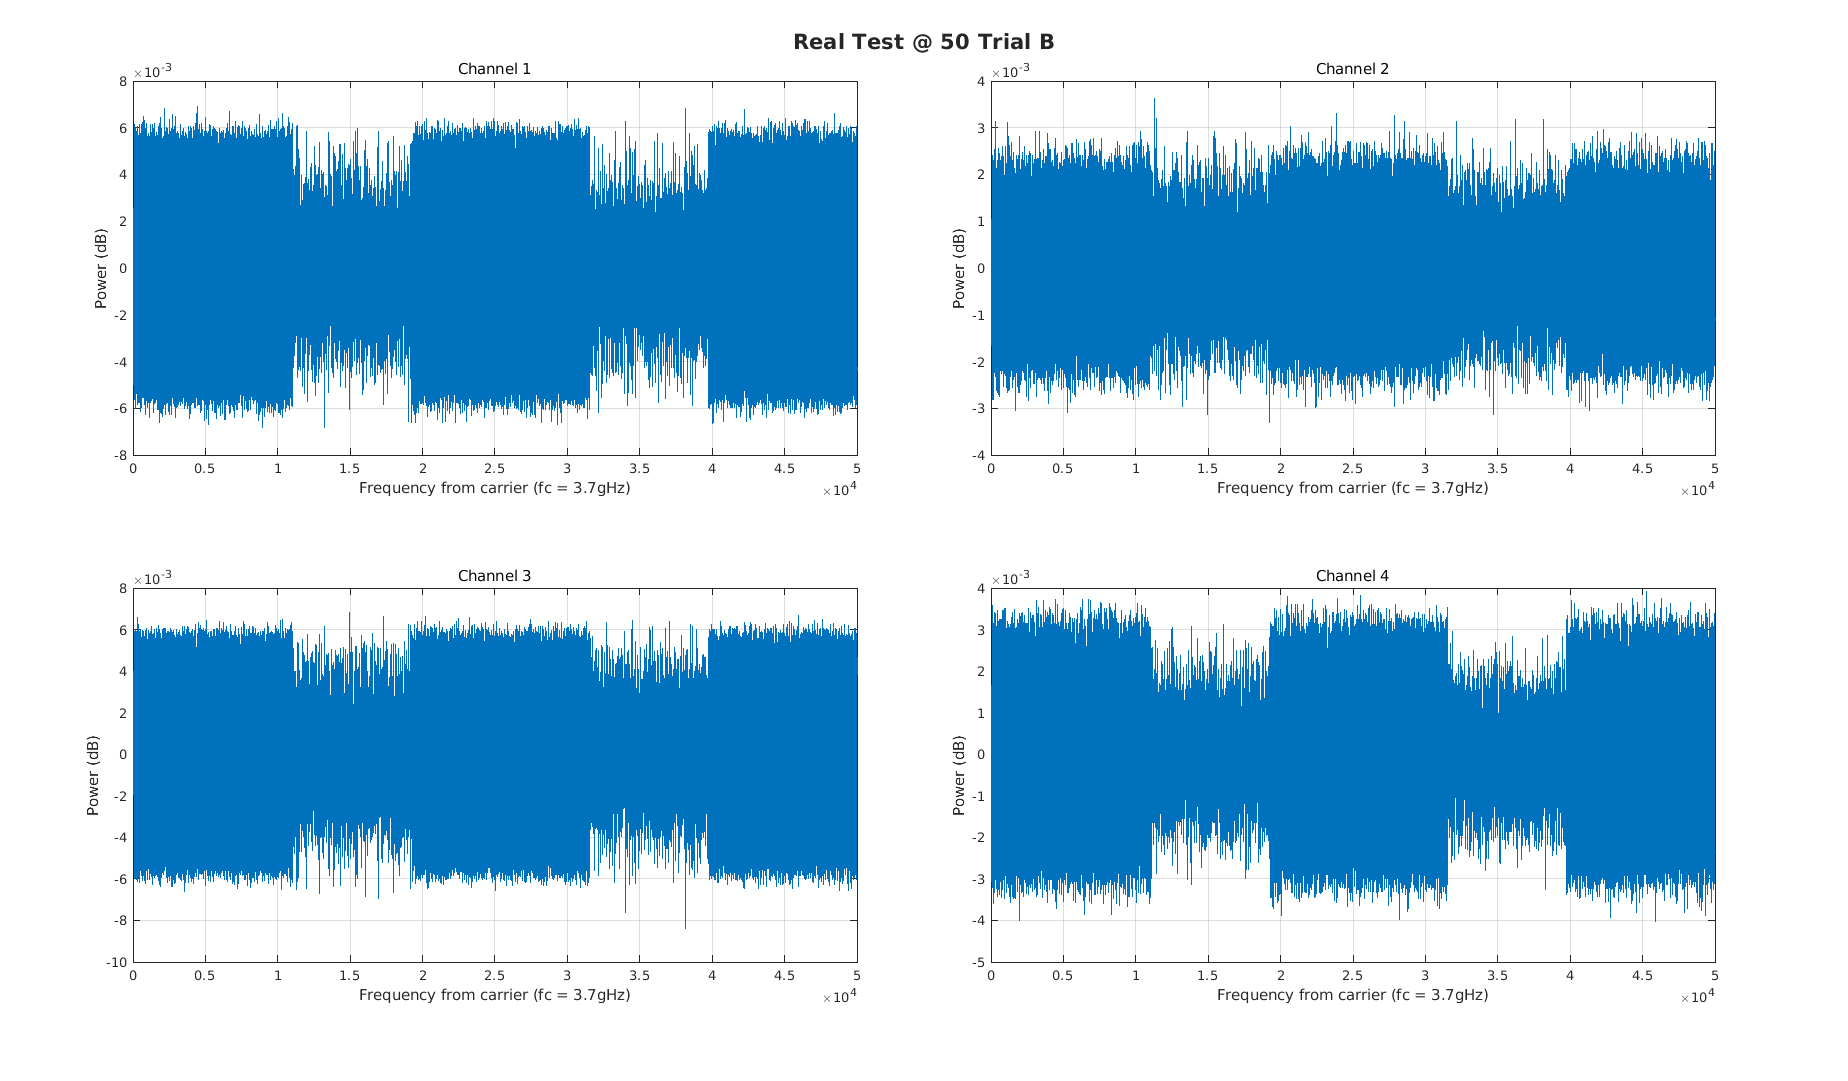 Real Test @ 50 Trial B
Channel 1
×10-3
8
6
4
2
0
-2
-4
-6
-8
Power (dB)
0 0.5 1 1.5 2 2.5 3 3.5 4 4.5 5
Frequency from carrier (fc = 3.7gHz)
×104
Channel 2
×10-3
4
3
2
1
0
-1
-2
-3
-4
Power (dB)
0 0.5 1 1.5 2 2.5 3 3.5 4 4.5 5
Frequency from carrier (fc = 3.7gHz)
×104
Channel 3
×10-3
8
6
4
2
0
-2
-4
-6
-8
-10
Power (dB)
0 0.5 1 1.5 2 2.5 3 3.5 4 4.5 5
Frequency from carrier (fc = 3.7gHz)
×104
Channel 4
×10-3
4
3
2
1
0
-1
-2
-3
-4
-5
Power (dB)
0 0.5 1 1.5 2 2.5 3 3.5 4 4.5 5
Frequency from carrier (fc = 3.7gHz)
×104